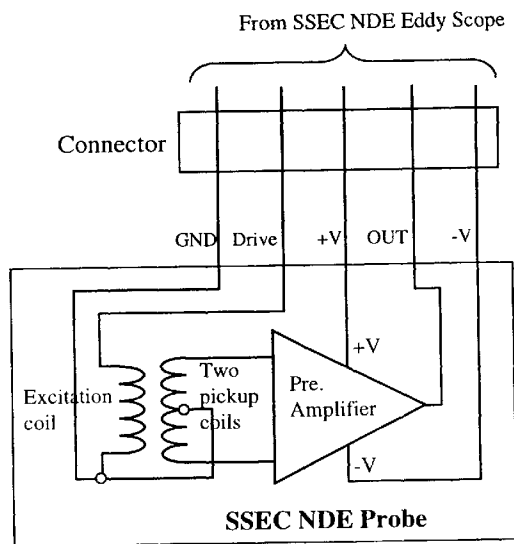 From SSEC NDE Eddy Scope
Connector
GND Drive +V OUT -V
+V
Excitation
coil
Two
pickup
coils
Pre.
Amplifier
-V
SSEC NDE Probe